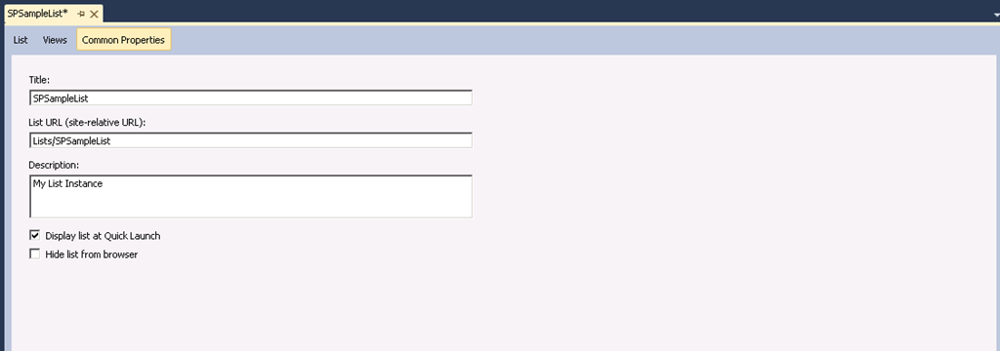 SPSampleList*
List Views Common Properties
Title:
SPSampleList
List URL (site-relative URL):
Lists/SPSampleList
Description:
My List Instance
Display list at Quick Launch
Hide list from browser